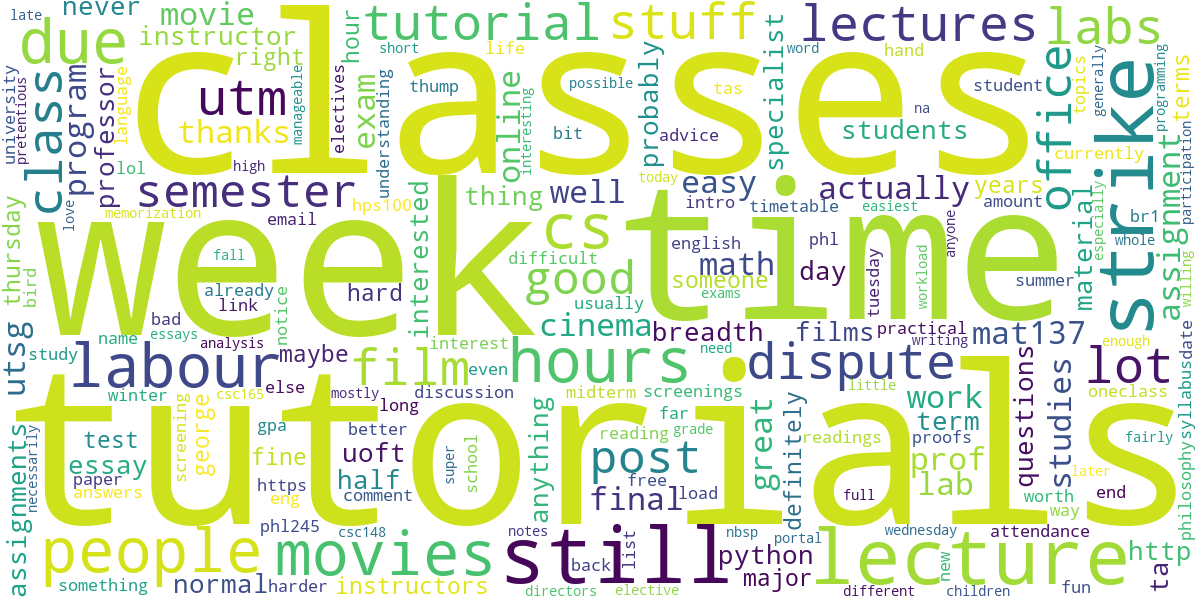 late
never
movie
tutorial
stuff
lectures
labs
due
instructor
right
hour
short
life
word
hand
classes
class
program
professor
university
pretentious
language
utm
thanks
lol
high
manageable
electives
exam
understanding
thump
online
interesting
possible
bit
probably
advice
tas
specialist
student
na
students
office
topics
generally
terms
programming
currently
strike
participation
assignment
semester
love
memorization
email
hps100
interested
thing
well
easy
today
intro
timetable
actually
easiest
years
amount
material
especially
br1
whole
willing
thursday
bird
week
time
fall
already
link
notice
hard
cs
difficult
good
usually
english
math
someone
exams
phl
day
tuesday
workload
anyone
summer
utsg
name
bad
essays
analysis
study
labour
maybe
film
interest
even
hours
cinema
breadth
need
films
practical
writing
dispute
mat137
lot
enough
syllabusdate
winter
csc165
else
mostly
long
discussion
midterm
screenings
little
questions
studies
oneclass
tutorials
assignments
necessarily
test
essay
paper
answers
screening
george
gpa
fine
https
eng
uoft
half
comment
better
super
school
anything
reading
far
grade
post
free
final
load
great
definitely
readings
proofs
full
work
term
prof
lab
worth
way
end
later
fairly
philosophy
people
something
normal
phl245
harder
csc148
instructors
movies
still
notes
back
directors
list
elective
nbsp
python
major
portal
lecture
wednesday
different
new
children
attendance
fun
ta
http